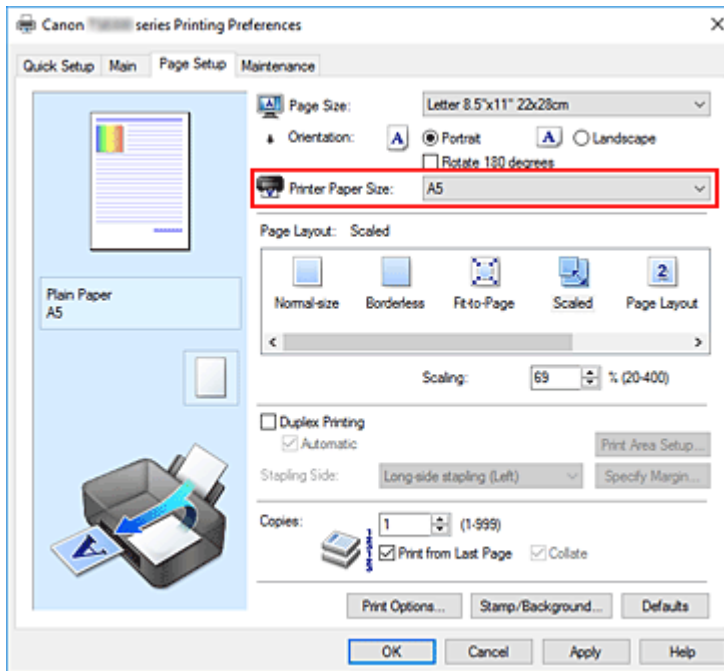 Canon series Printing Preferences
Quick Setup Main Page Setup Maintenance
Page Size: Letter 8.5"x11" 22x28cm
Orientation: A Portrait A Landscape
Rotate 180 degrees
Printer Paper Size: A5
Page Layout: Scaled
Normal-size Borderless Fit-to-Page Scaled 2 Page Layout
Plain Paper
A5
Scaling: 69 % (20-400)
Duplex Printing
Automatic
Print Area Setup...
Stapling Side: Long-side stapling (Left) Specify Margin...
Copies: 1 (1-999)
Print from Last Page Collate
A
Print Options... Stamp/Background... Defaults
OK Cancel Apply Help